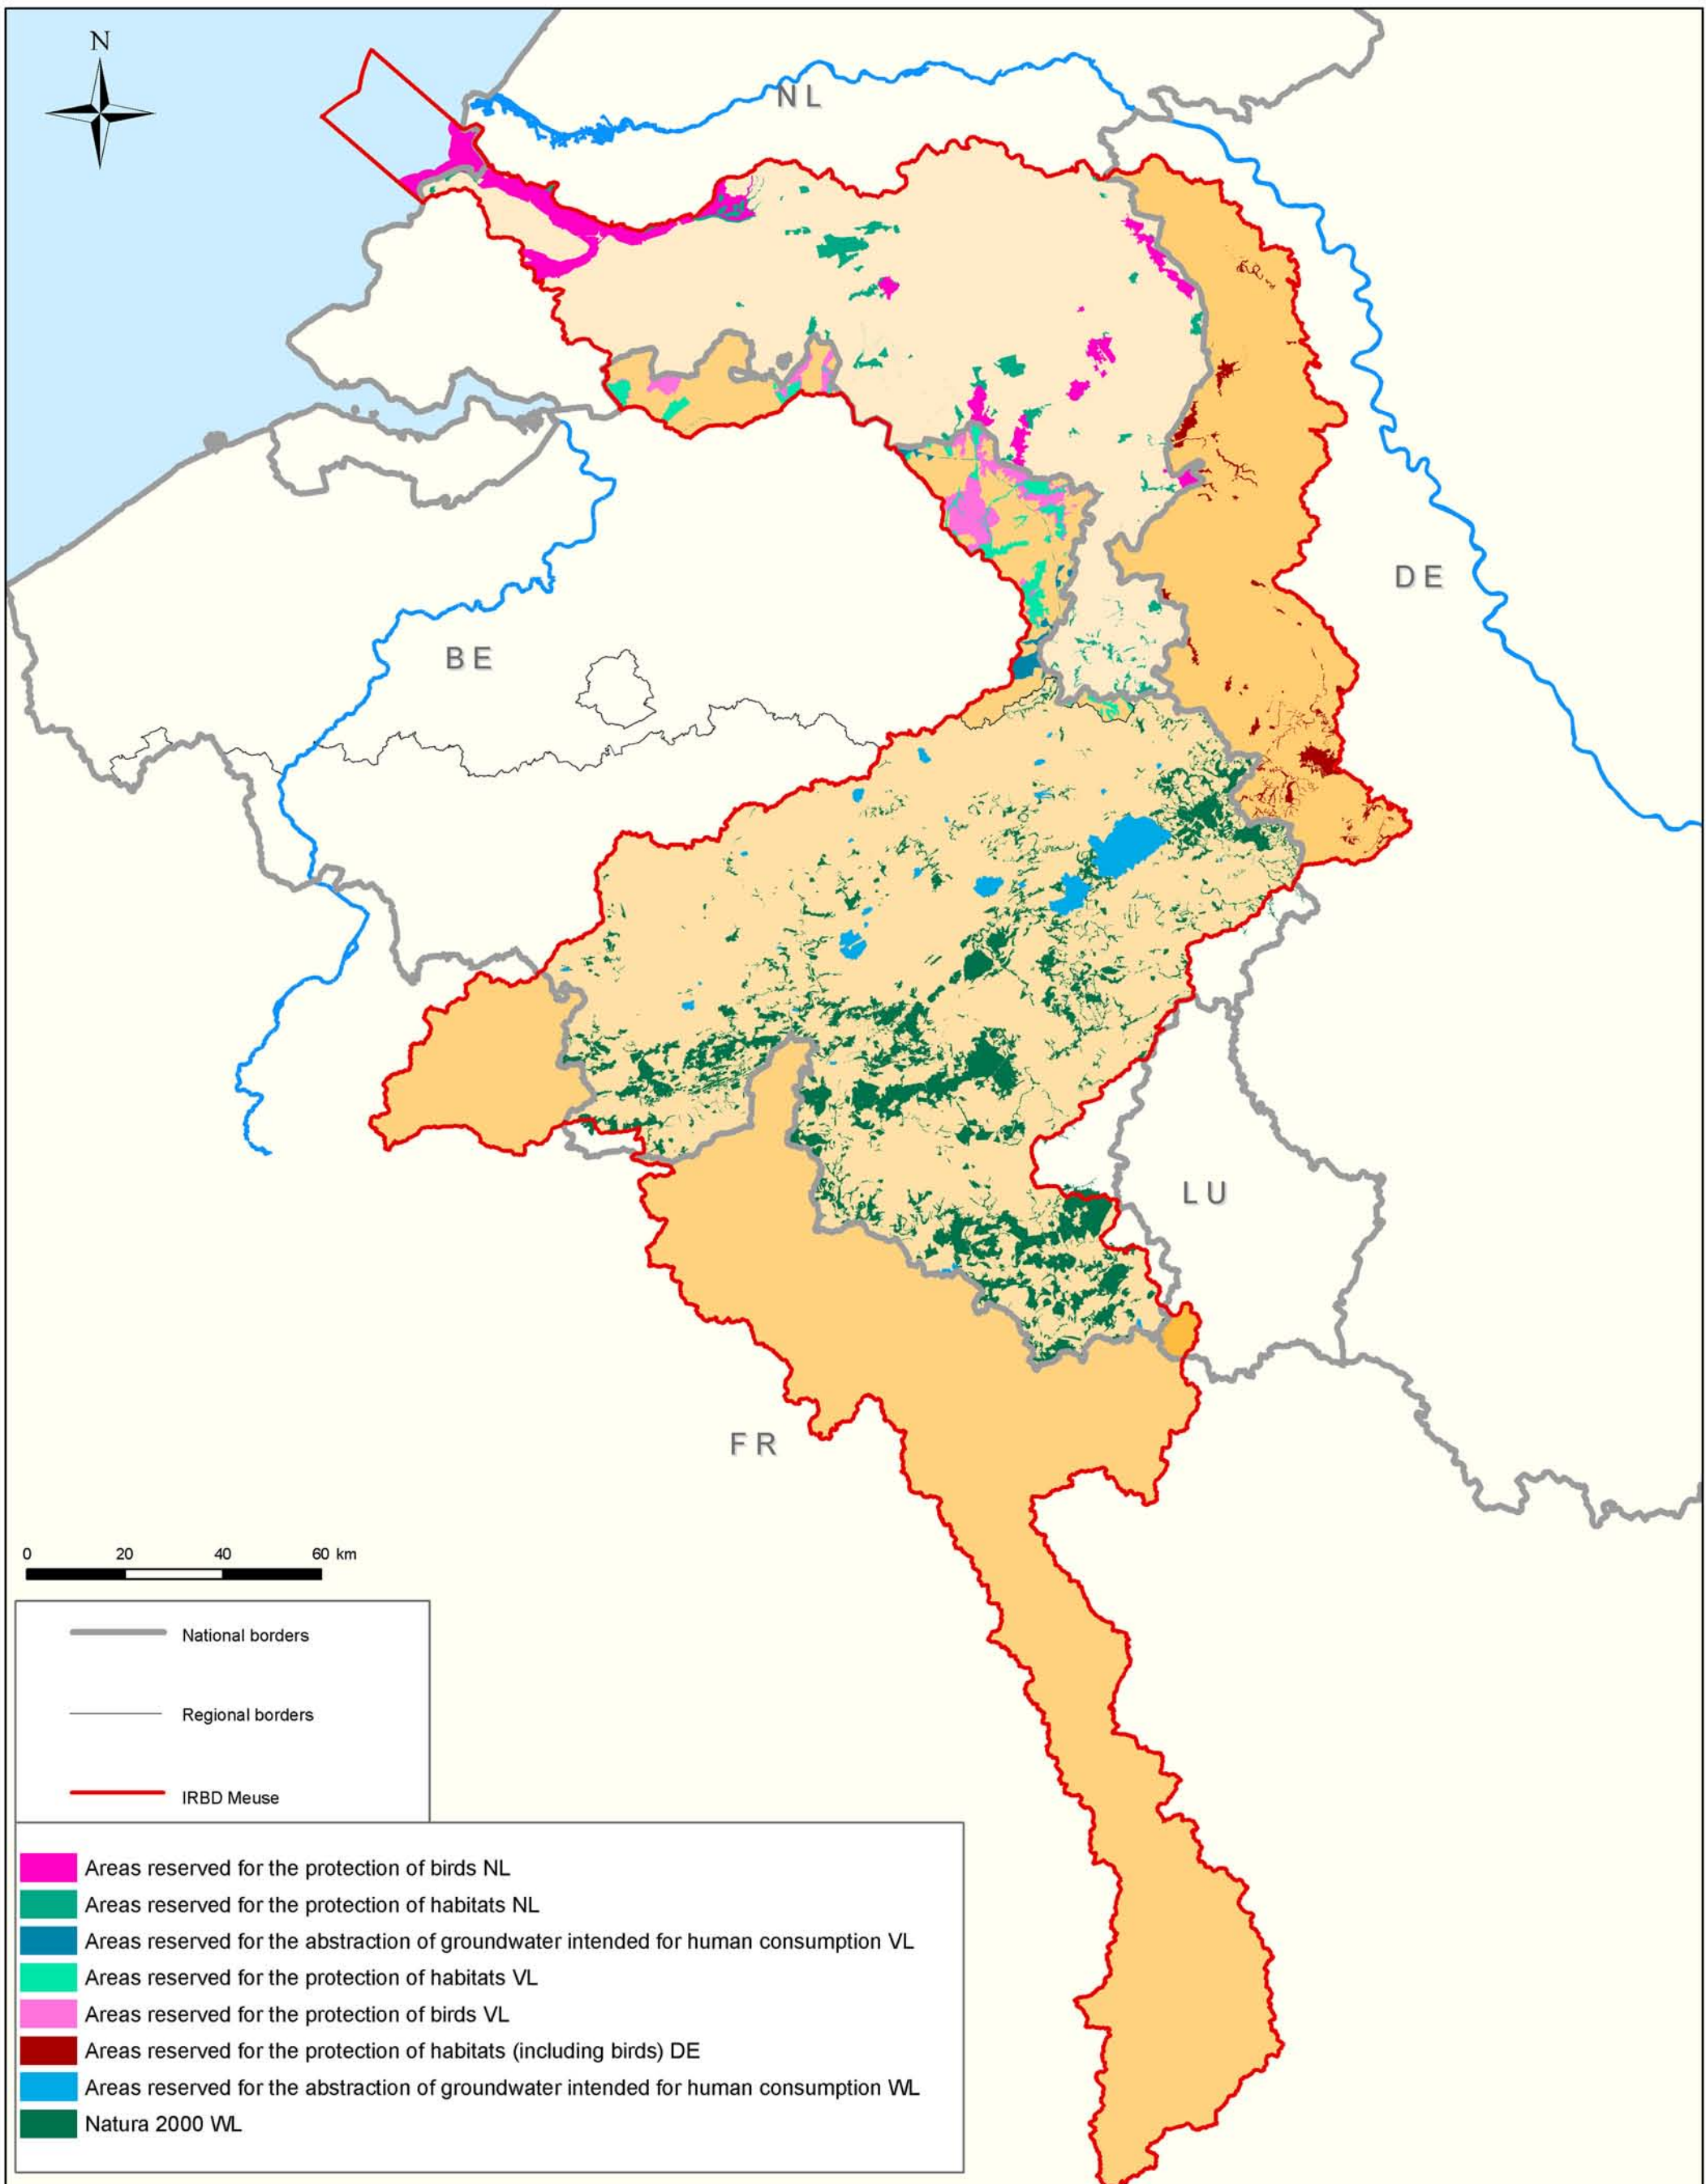 N
NL
DE
BE
LU
FR
0 20 40 60 km
National borders
Regional borders
IRBD Meuse
Areas reserved for the protection of birds NL
Areas reserved for the protection of habitats NL
Areas reserved for the abstraction of groundwater intended for human consumption VL
Areas reserved for the protection of habitats VL
Areas reserved for the protection of birds VL
Areas reserved for the protection of habitats (including birds) DE
Areas reserved for the abstraction of groundwater intended for human consumption WL
Natura 2000 WL